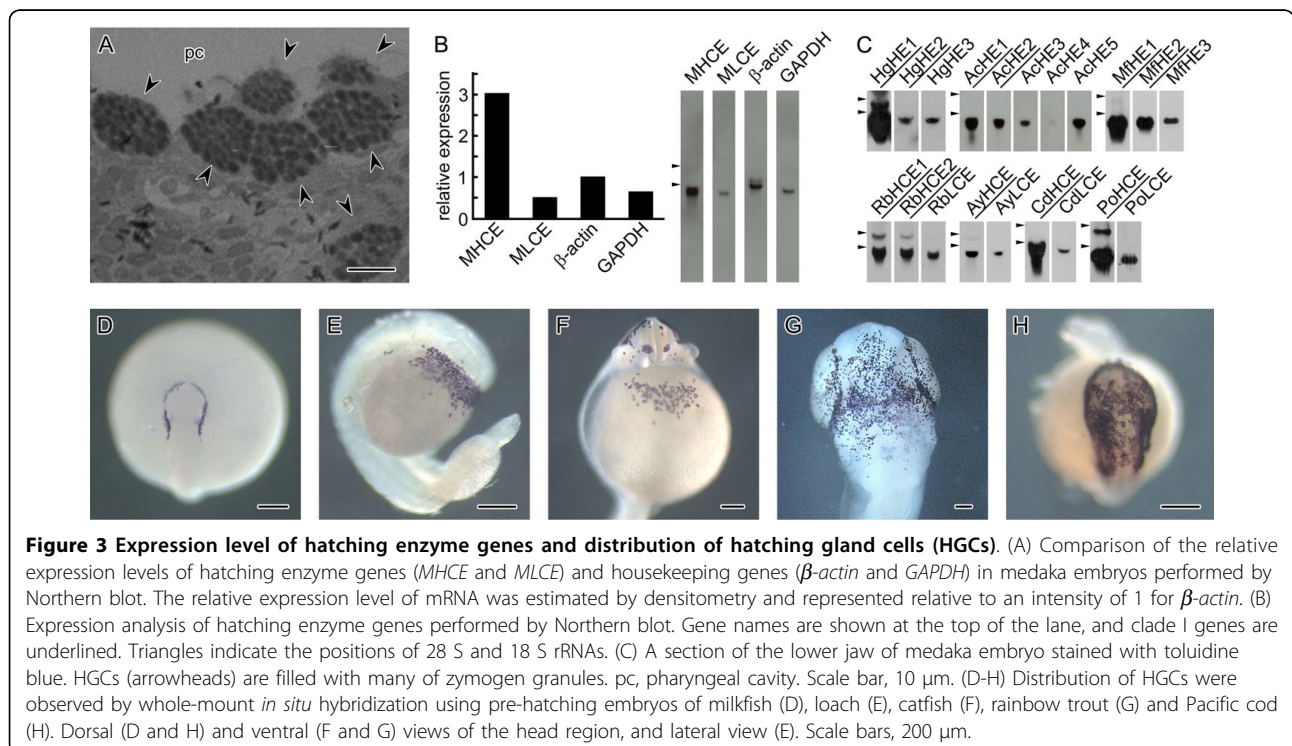 A
pc
B
relative expression
3
2
1
0
MHCE
MLCE
β-actin
GAPDH
MHCE
MLCE
β-actin
GAPDH
C
HgHE1
HgHE2
HgHE3
AcHE1
AcHE2
AcHE3
AcHE4
AcHE5
MfHE1
MfHE2
MfHE3
RbHCE1
RbHCE2
RbLCE
AyHCE
AyLCE
CdHCE
CdLCE
PoHCE
PoLCE
D
E
F
G
H
Figure 3 Expression level of hatching enzyme genes and distribution of hatching gland cells (HGCs). (A) Comparison of the relative
expression levels of hatching enzyme genes (MHCE and MLCE) and housekeeping genes (β-actin and GAPDH) in medaka embryos performed by
Northern blot. The relative expression level of mRNA was estimated by densitometry and represented relative to an intensity of 1 for β-actin. (B)
Expression analysis of hatching enzyme genes performed by Northern blot. Gene names are shown at the top of the lane, and clade I genes are
underlined. Triangles indicate the positions of 28 S and 18 S rRNAs. (C) A section of the lower jaw of medaka embryo stained with toluidine
blue. HGCs (arrowheads) are filled with many of zymogen granules. pc, pharyngeal cavity. Scale bar, 10 μm. (D-H) Distribution of HGCs were
observed by whole-mount in situ hybridization using pre-hatching embryos of milkfish (D), loach (E), catfish (F), rainbow trout (G) and Pacific cod
(H). Dorsal (D and H) and ventral (F and G) views of the head region, and lateral view (E). Scale bars, 200 μm.